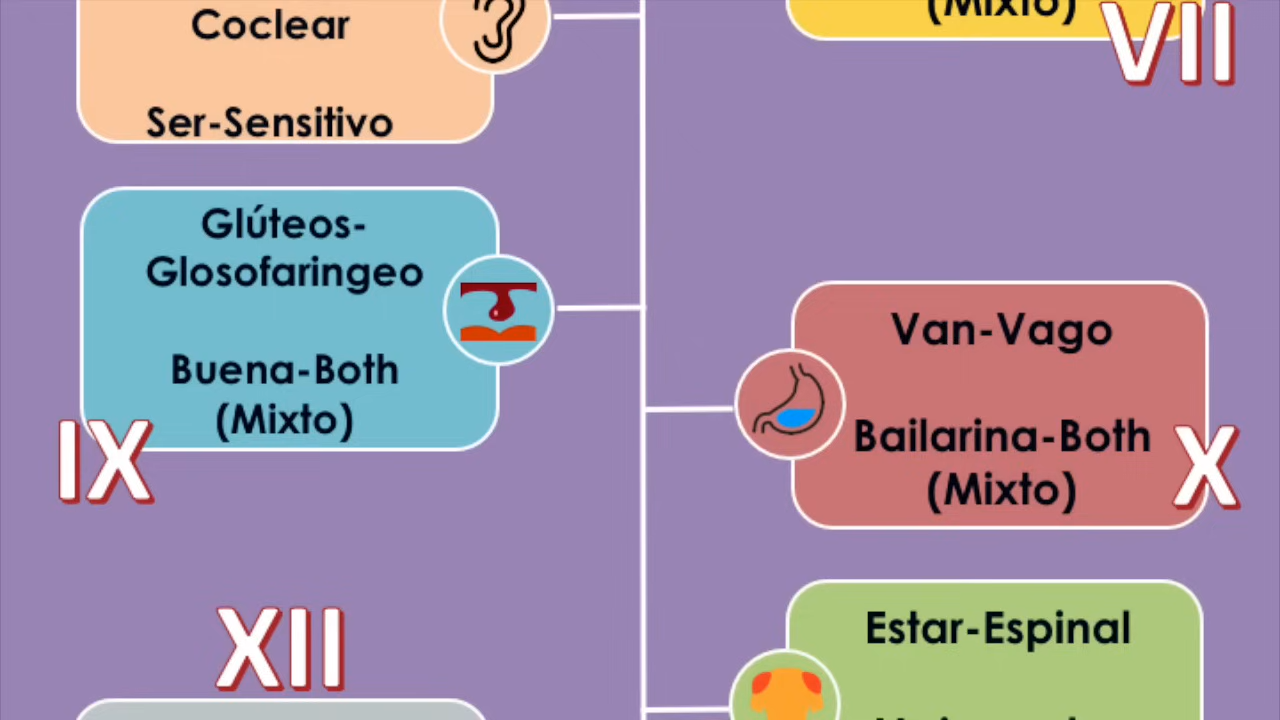 Coclear
Ser-Sensitivo
(Mixto)
VII
Glúteos-
Glosofaringeo
Buena-Both
(Mixto)
IX
Van-Vago
Bailarina-Both
(Mixto)
X
XII
Estar-Espinal